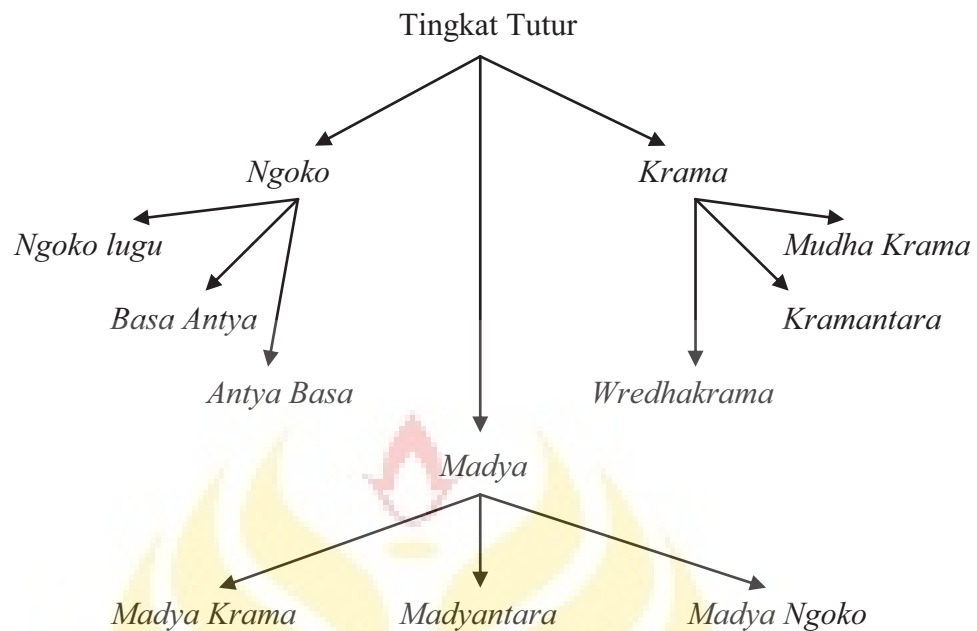 Tingkat Tutur
Ngoko
Krama
Ngoko lugu
Mudha Krama
Basa Antya
Kramantara
Antya Basa
Wredhakrama
Madya
Madya Krama
Madyantara
Madya Ngoko